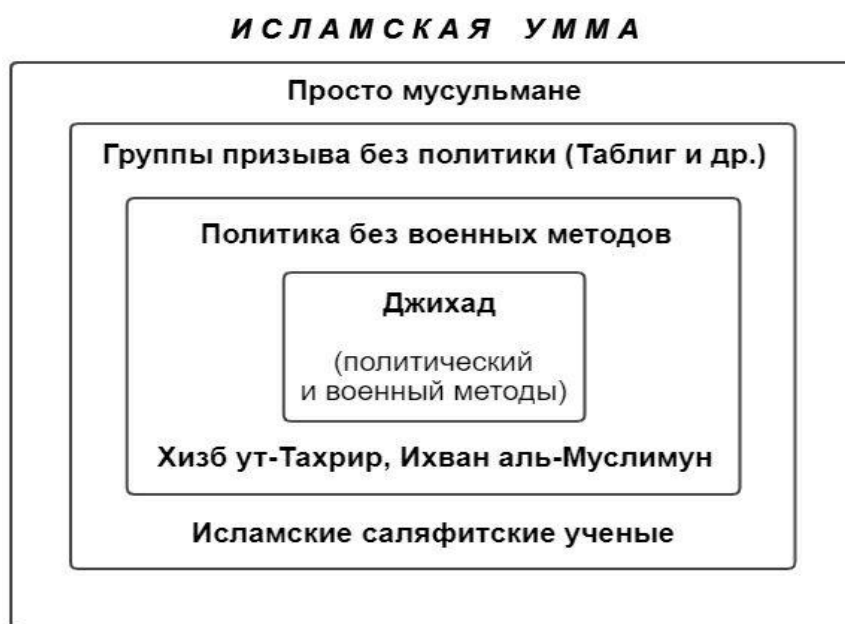 ИСЛАМСКАЯ УММА
Просто мусульмане
Группы призыва без политики (Таблиг и др.)
Политика без военных методов
Джихад
(политический
и военный методы)
Хизб ут-Тахрир, Ихван аль-Муслимун
Исламские саляфитские ученые